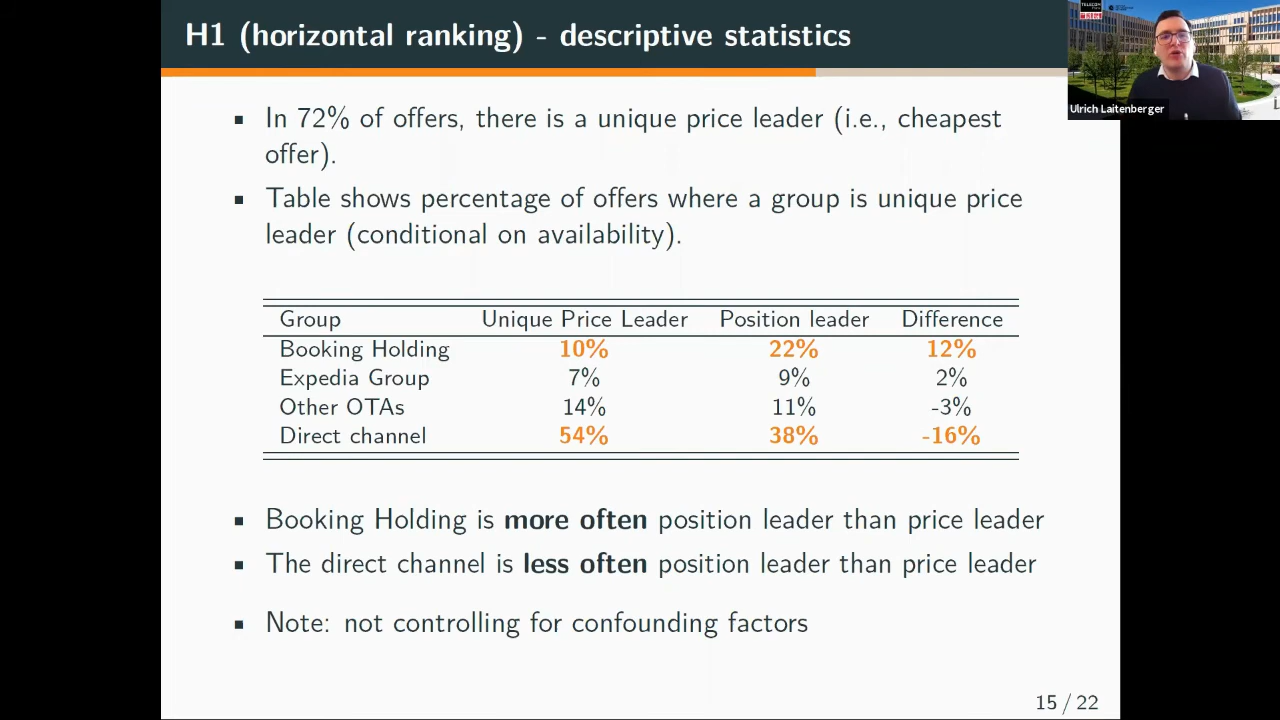 H1 (horizontal ranking) - descriptive statistics
In 72% of offers, there is a unique price leader (i.e., cheapest
offer).
Table shows percentage of offers where a group is unique price
leader (conditional on availability).
Group Unique Price Leader Position leader Difference
Booking Holding 10% 22% 12%
Expedia Group 7% 9% 2%
Other OTAs 14% 11% -3%
Direct channel 54% 38% -16%
Booking Holding is more often position leader than price leader
The direct channel is less often position leader than price leader
Note: not controlling for confounding factors
15 / 22
TELECOM
Ulrich Laitenberger